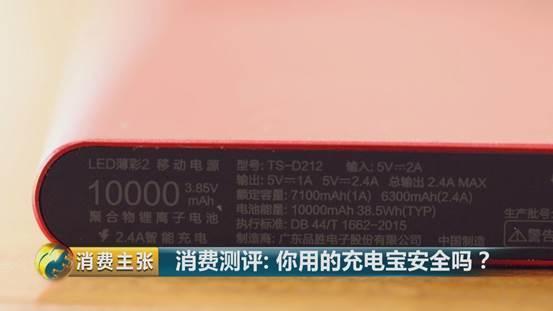 LED薄彩2 移动电源
10000 3.85V mAh
聚合物锂离子电池
2.4A智能充电
型号: TS-D212 输入: 5V⎓2A
输出: 5V⎓1A 5V⎓2.4A 总输出 2.4A MAX
额定容量: 7100mAh(1A) 6300mAh(2.4A)
电池能量: 10000mAh 38.5Wh(TYP)
执行标准: DB 44/T 1662-2015
制造商: 广东品胜电子股份有限公司 中国制造
生产批号
消费主张
消费测评: 你用的充电宝安全吗？